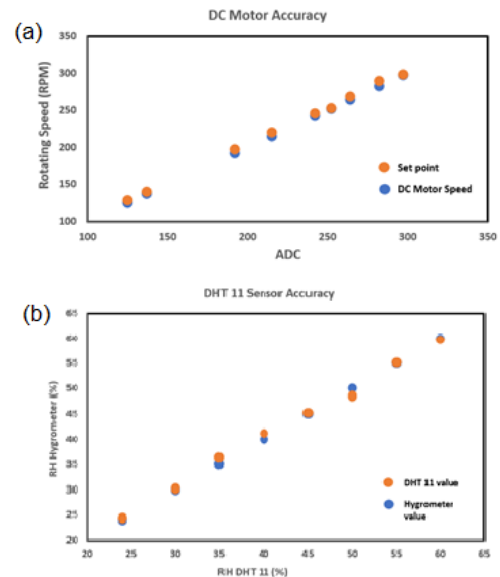 (a)
DC Motor Accuracy
350
300
250
200
150
100
Rotating Speed (RPM)
Set point
DC Motor Speed
100 150 200 250 300 350
ADC
(b)
DHT 11 Sensor Accuracy
65
60
55
50
45
40
35
30
25
20
RH Hygrometer (%)
DHT 11 value
Hygrometer
value
20 25 30 35 40 45 50 55 60 65
RH DHT 11 (%)